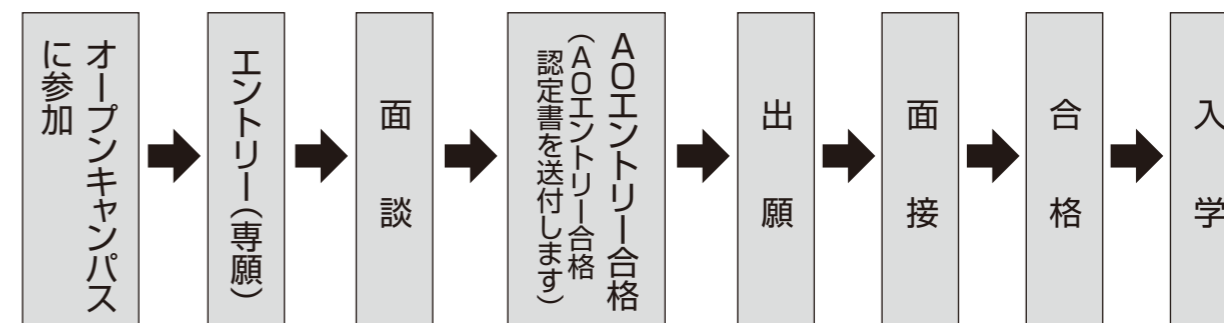 オープンキャンパス
に参加
エントリー（専願）
面談
AOエントリー合格
（AOエントリー合格
認定書を送付します）
出願
面接
合格
入学